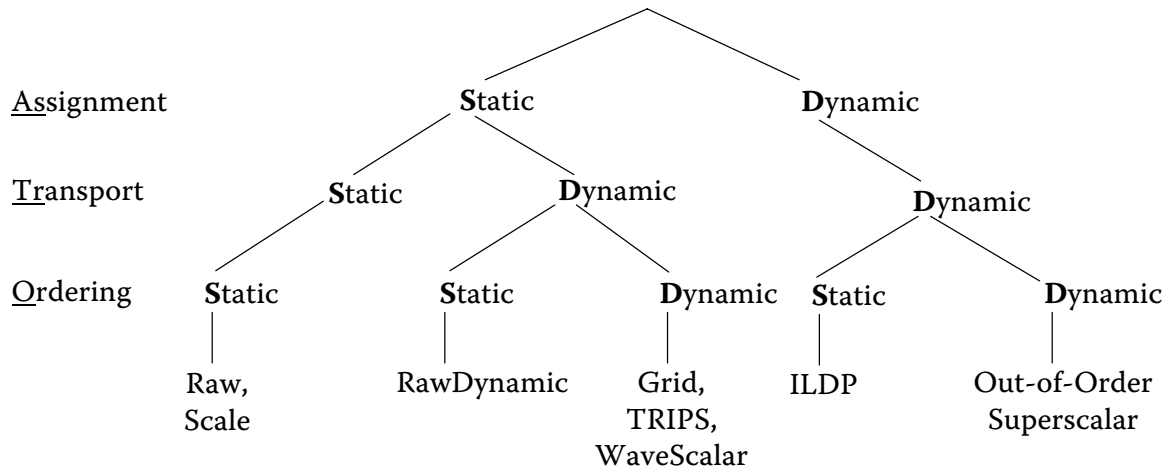 Assignment Static Dynamic
Transport Static Dynamic Dynamic
Ordering Static Static Dynamic Static Dynamic
Raw, RawDynamic Grid, ILDP Out-of-Order
Scale TRIPS, Superscalar
WaveScalar